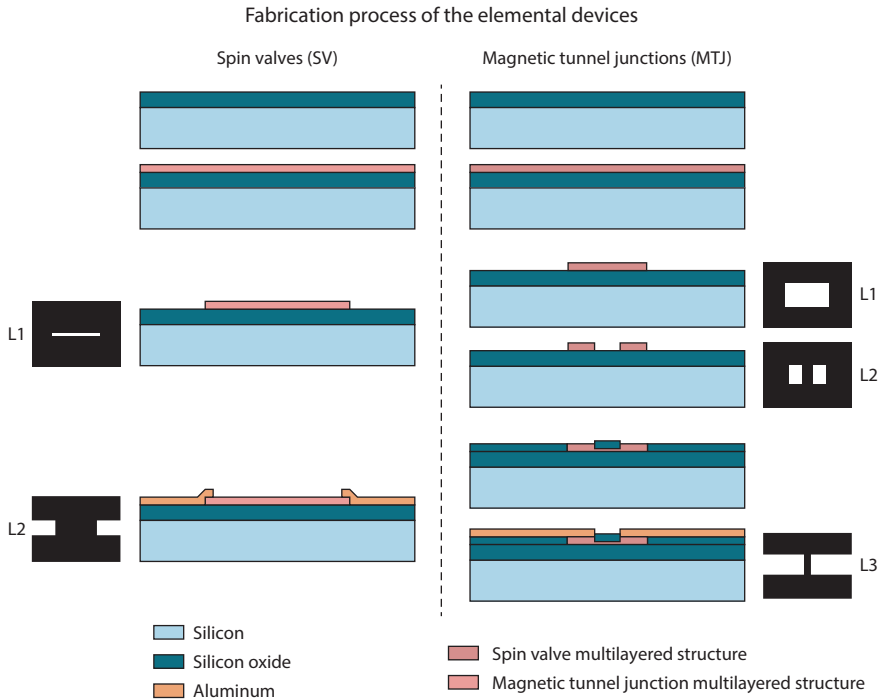 Fabrication process of the elemental devices
Spin valves (SV)
Magnetic tunnel junctions (MTJ)
L1
L1
L2
L2
L3
Silicon
Silicon oxide
Aluminum
Spin valve multilayered structure
Magnetic tunnel junction multilayered structure